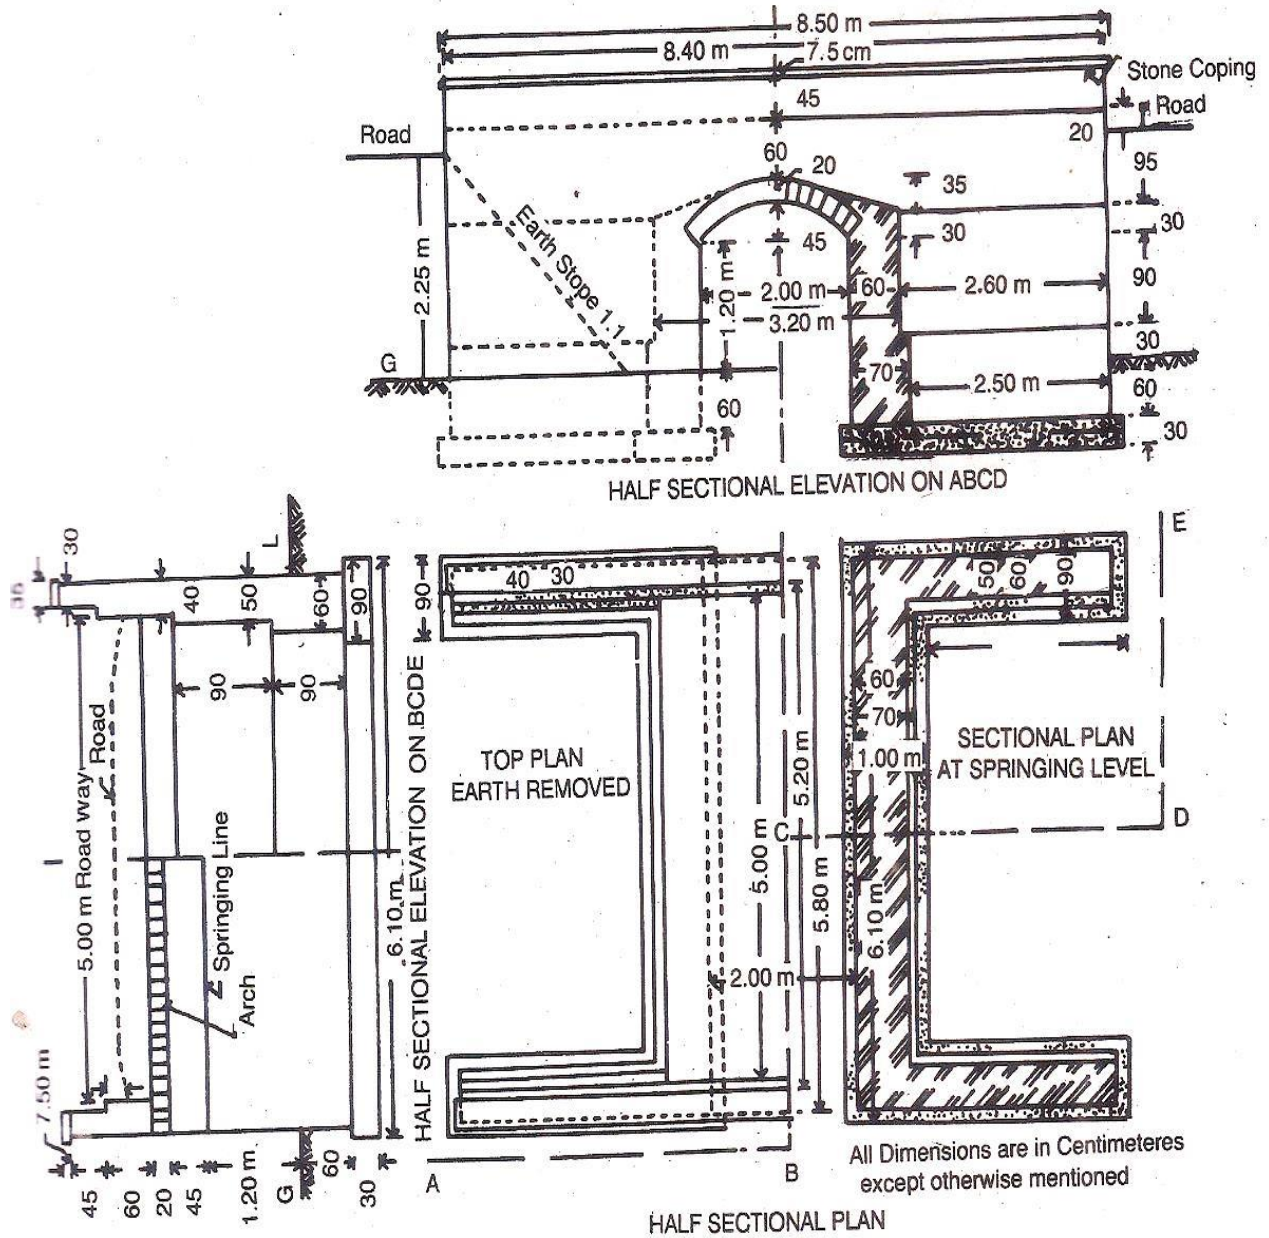 8.50 m
8.40 m
7.5 cm
Stone Coping
45
Road
Road
20
60
20
95
35
30
30
Earth Stope 1.1
45
2.25 m
1.20 m
2.00 m
60
2.60 m
90
3.20 m
30
G
70
2.50 m
60
60
30
HALF SECTIONAL ELEVATION ON ABCD
E
L
30
35
40
50
60
90
90
90
5.00 m Road way
Road
Springing Line
Arch
6.10 m
7.50 m
45
60
20
45
1.20 m
G
60
30
HALF SECTIONAL ELEVATION ON.BCDE
90
40 30
TOP PLAN
EARTH REMOVED
5.00 m
5.20 m
5.80 m
2.00 m
C
A
B
50
60
90
60
70
1.00 m
SECTIONAL PLAN
AT SPRINGING LEVEL
D
6.10 m
All Dimensions are in Centimeteres
except otherwise mentioned
HALF SECTIONAL PLAN